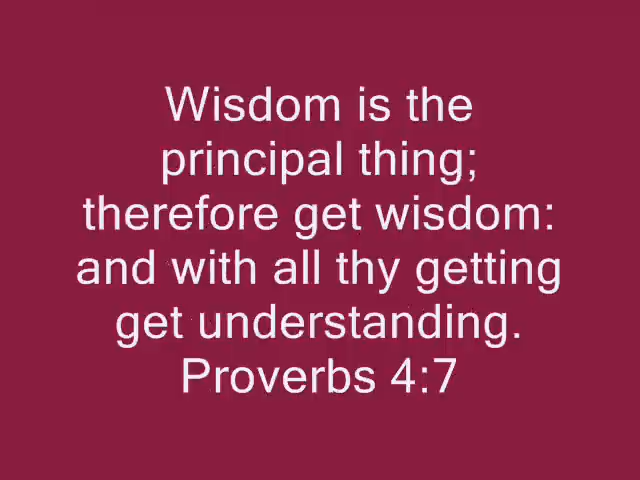 Wisdom is the
principal thing;
therefore get wisdom:
and with all thy getting
get understanding.
Proverbs 4:7